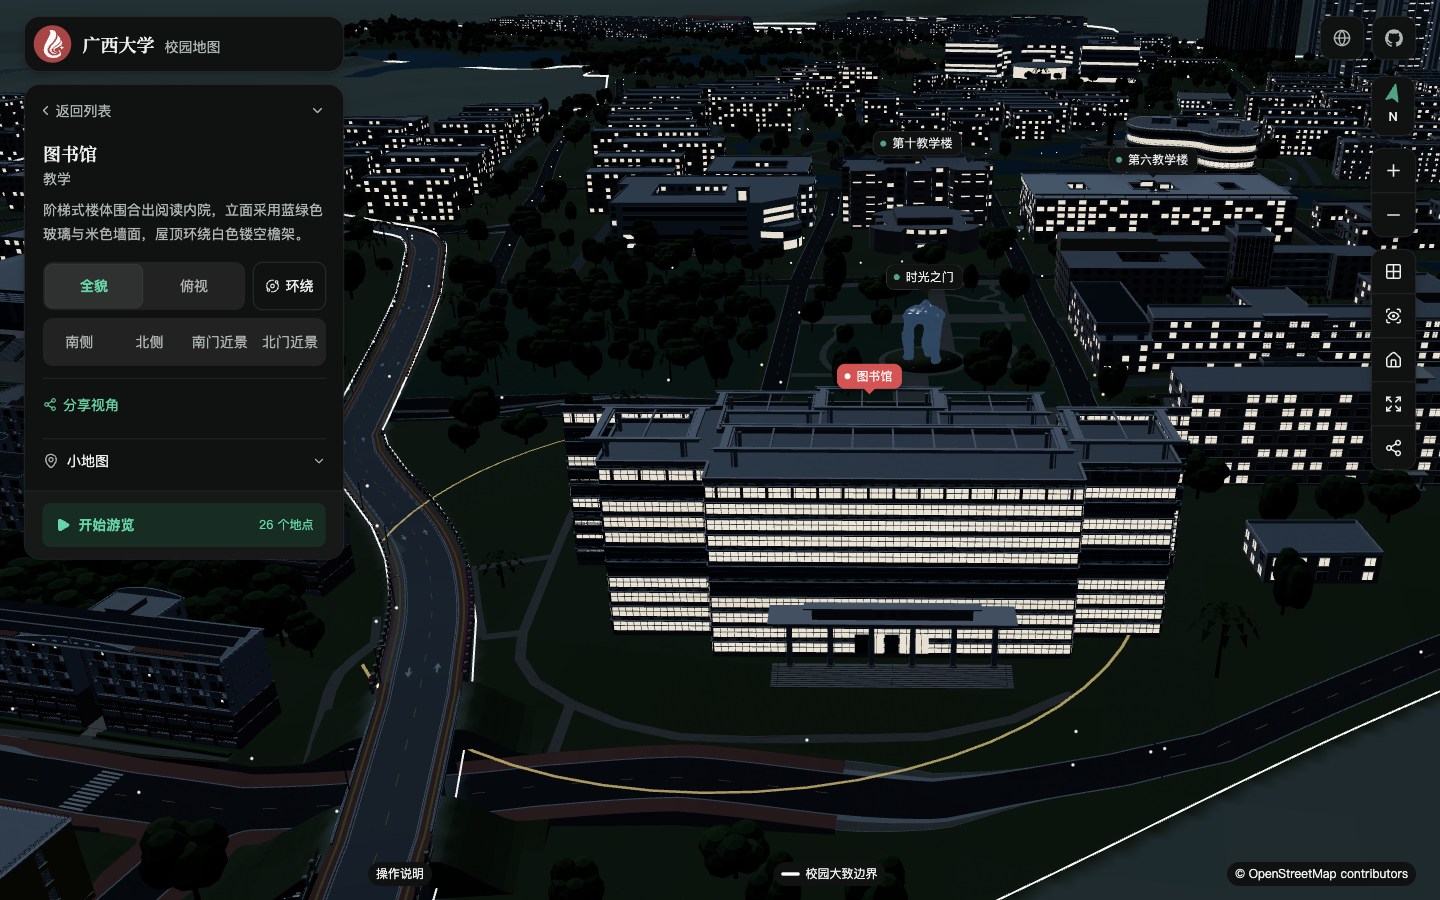 广西大学 校园地图
返回列表
图书馆
教学
阶梯式楼体围合出阅读内院，立面采用蓝绿色
玻璃与米色墙面，屋顶环绕白色镂空檐架。
全貌 俯视 环绕
南侧 北侧 南门近景 北门近景
分享视角
小地图
开始游览 26 个地点
第十教学楼
第六教学楼
时光之门
图书馆
N
操作说明
校园大致边界
© OpenStreetMap contributors